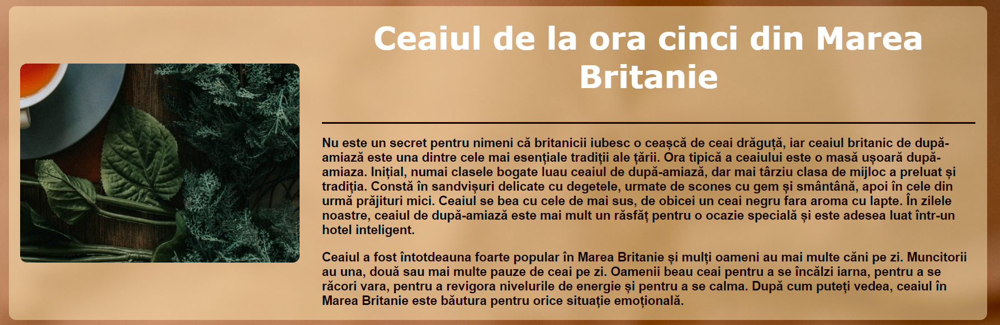 Ceaiul de la ora cinci din Marea
Britanie
Nu este un secret pentru nimeni că britanicii iubesc o ceașcă de ceai drăguță, iar ceaiul britanic de după-
amiază este una dintre cele mai esențiale tradiții ale țării. Ora tipică a ceaiului este o masă ușoară după-
amiaza. Inițial, numai clasele bogate luau ceaiul de după-amiază, dar mai târziu clasa de mijloc a preluat și
tradiția. Constă în sandvișuri delicate cu degetele, urmate de scones cu gem și smântână, apoi în cele din
urmă prăjituri mici. Ceaiul se bea cu cele de mai sus, de obicei un ceai negru fara aroma cu lapte. În zilele
noastre, ceaiul de după-amiază este mai mult un răsfăț pentru o ocazie specială și este adesea luat într-un
hotel inteligent.
Ceaiul a fost întotdeauna foarte popular în Marea Britanie și mulți oameni au mai multe căni pe zi. Muncitorii
au una, două sau mai multe pauze de ceai pe zi. Oamenii beau ceai pentru a se încălzi iarna, pentru a se
răcori vara, pentru a revigora nivelurile de energie și pentru a se calma. După cum puteți vedea, ceaiul în
Marea Britanie este băutura pentru orice situație emoțională.